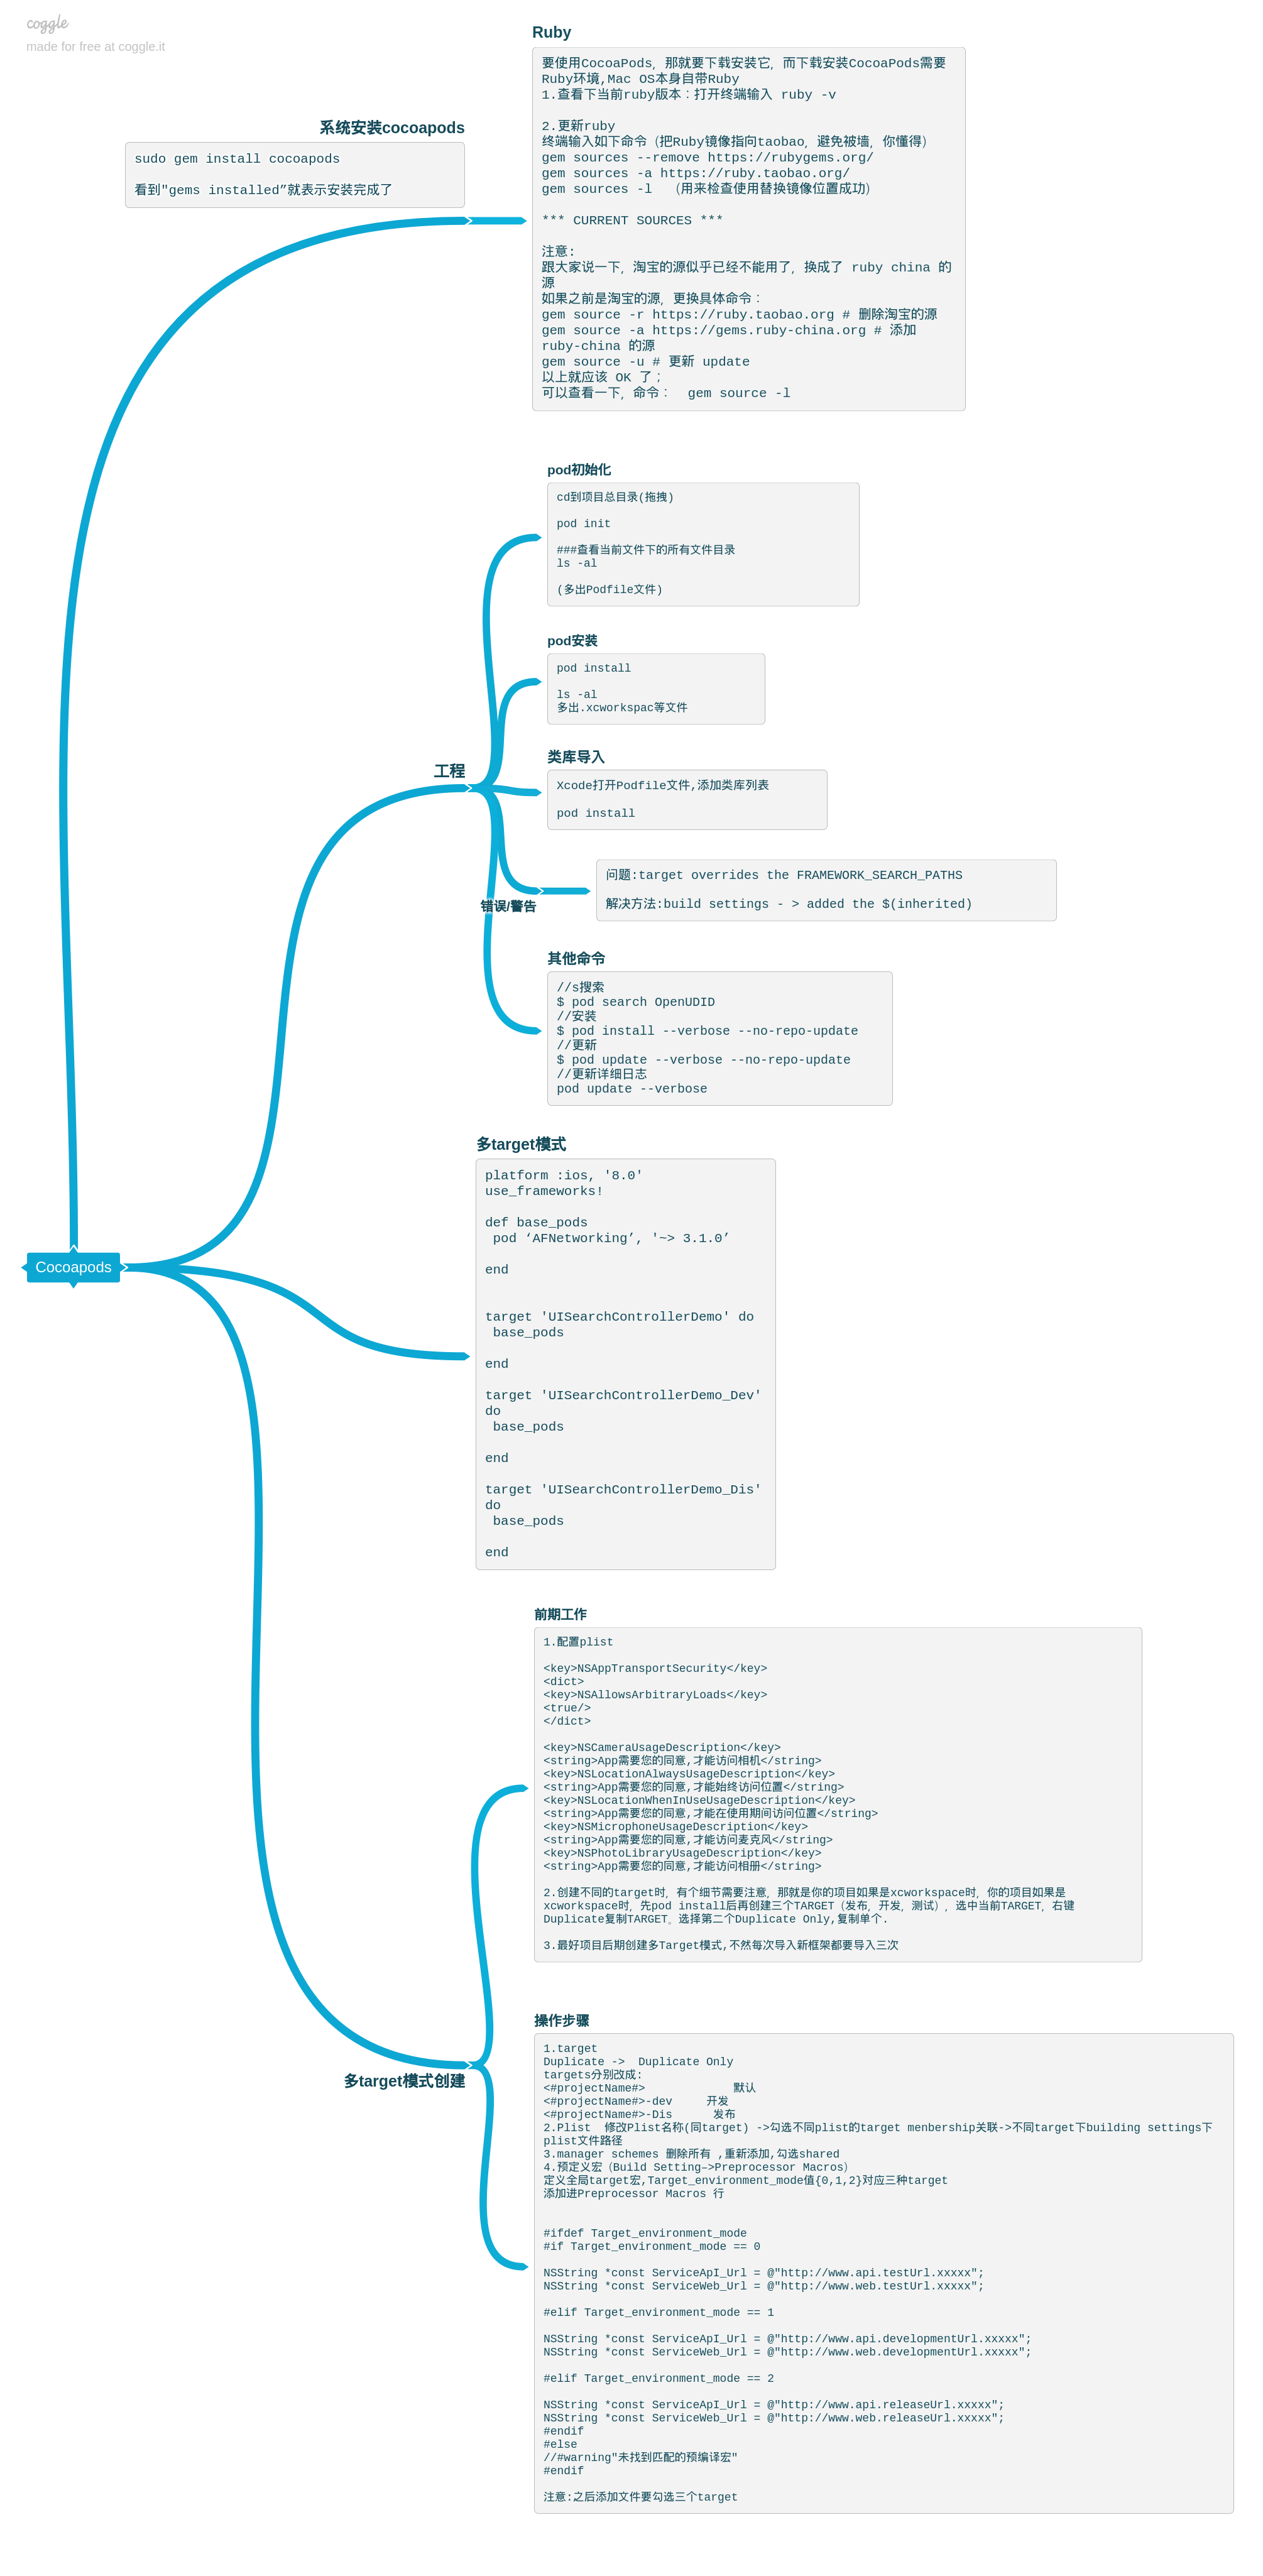 coggle
made for free at coggle.it
Ruby
要使用CocoaPods，那就要下载安装它，而下载安装CocoaPods需要
Ruby环境,Mac OS本身自带Ruby
1.查看下当前ruby版本：打开终端输入 ruby -v
2.更新ruby
终端输入如下命令（把Ruby镜像指向taobao，避免被墙，你懂得）
gem sources --remove https://rubygems.org/
gem sources -a https://ruby.taobao.org/
gem sources -l  （用来检查使用替换镜像位置成功）
*** CURRENT SOURCES ***
注意:
跟大家说一下，淘宝的源似乎已经不能用了，换成了 ruby china 的
源
如果之前是淘宝的源，更换具体命令：
gem source -r https://ruby.taobao.org # 删除淘宝的源
gem source -a https://gems.ruby-china.org # 添加
ruby-china 的源
gem source -u # 更新 update
以上就应该 OK 了；
可以查看一下，命令：  gem source -l
系统安装cocoapods
sudo gem install cocoapods
看到"gems installed”就表示安装完成了
pod初始化
cd到项目总目录(拖拽)
pod init
###查看当前文件下的所有文件目录
ls -al
(多出Podfile文件)
pod安装
pod install
ls -al
多出.xcworkspac等文件
工程
类库导入
Xcode打开Podfile文件,添加类库列表
pod install
错误/警告
问题:target overrides the FRAMEWORK_SEARCH_PATHS
解决方法:build settings - > added the $(inherited)
其他命令
//s搜索
$ pod search OpenUDID
//安装
$ pod install --verbose --no-repo-update
//更新
$ pod update --verbose --no-repo-update
//更新详细日志
pod update --verbose
Cocoapods
多target模式
platform :ios, '8.0'
use_frameworks!
def base_pods
 pod ‘AFNetworking’, '~> 3.1.0’
end
target 'UISearchControllerDemo' do
 base_pods
end
target 'UISearchControllerDemo_Dev'
do
 base_pods
end
target 'UISearchControllerDemo_Dis'
do
 base_pods
end
前期工作
1.配置plist
<key>NSAppTransportSecurity</key>
<dict>
<key>NSAllowsArbitraryLoads</key>
<true/>
</dict>
<key>NSCameraUsageDescription</key>
<string>App需要您的同意,才能访问相机</string>
<key>NSLocationAlwaysUsageDescription</key>
<string>App需要您的同意,才能始终访问位置</string>
<key>NSLocationWhenInUseUsageDescription</key>
<string>App需要您的同意,才能在使用期间访问位置</string>
<key>NSMicrophoneUsageDescription</key>
<string>App需要您的同意,才能访问麦克风</string>
<key>NSPhotoLibraryUsageDescription</key>
<string>App需要您的同意,才能访问相册</string>
2.创建不同的target时，有个细节需要注意，那就是你的项目如果是xcworkspace时，你的项目如果是
xcworkspace时，先pod install后再创建三个TARGET（发布，开发，测试），选中当前TARGET，右键
Duplicate复制TARGET。选择第二个Duplicate Only,复制单个.
3.最好项目后期创建多Target模式,不然每次导入新框架都要导入三次
多target模式创建
操作步骤
1.target
Duplicate ->  Duplicate Only
targets分别改成:
<#projectName#>             默认
<#projectName#>-dev     开发
<#projectName#>-Dis      发布
2.Plist  修改Plist名称(同target) ->勾选不同plist的target menbership关联->不同target下building settings下
plist文件路径
3.manager schemes 删除所有 ,重新添加,勾选shared
4.预定义宏（Build Setting–>Preprocessor Macros）
定义全局target宏,Target_environment_mode值{0,1,2}对应三种target
添加进Preprocessor Macros 行
#ifdef Target_environment_mode
#if Target_environment_mode == 0
NSString *const ServiceApI_Url = @"http://www.api.testUrl.xxxxx";
NSString *const ServiceWeb_Url = @"http://www.web.testUrl.xxxxx";
#elif Target_environment_mode == 1
NSString *const ServiceApI_Url = @"http://www.api.developmentUrl.xxxxx";
NSString *const ServiceWeb_Url = @"http://www.web.developmentUrl.xxxxx";
#elif Target_environment_mode == 2
NSString *const ServiceApI_Url = @"http://www.api.releaseUrl.xxxxx";
NSString *const ServiceWeb_Url = @"http://www.web.releaseUrl.xxxxx";
#endif
#else
//#warning"未找到匹配的预编译宏"
#endif
注意:之后添加文件要勾选三个target